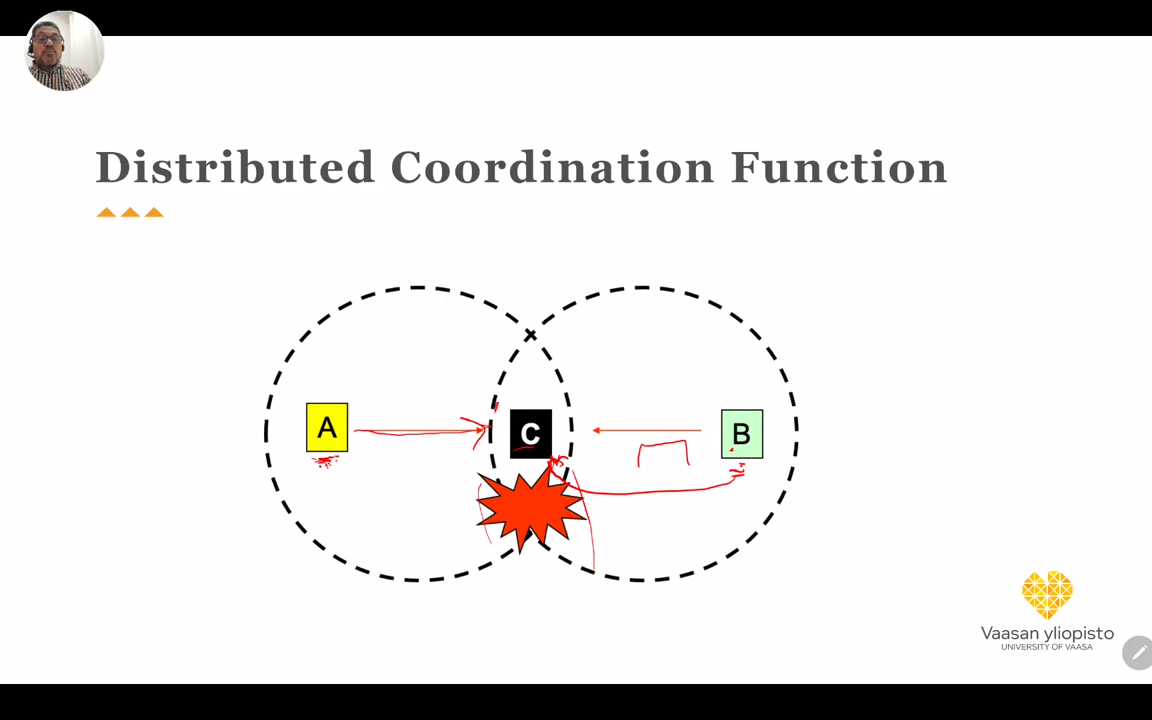 Distributed Coordination Function
A
C
B
Vaasan yliopisto
UNIVERSITY OF VAASA